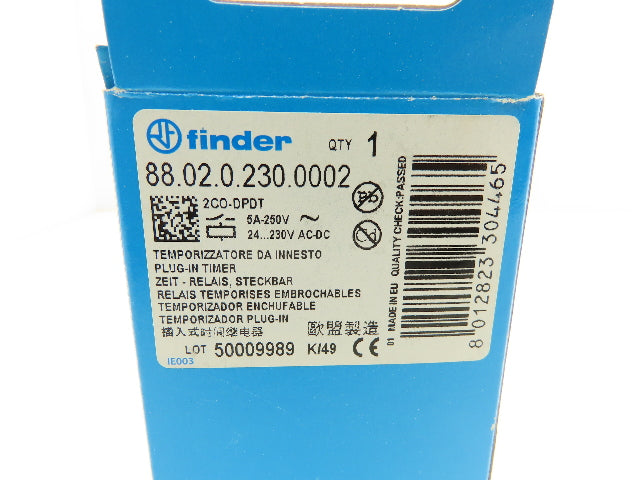 finder QTY 1
88.02.0.230.0002
2CO-DPDT
5A-250V ~
24...230V AC-DC
Pb
Cd
TEMPORIZZATORE DA INNESTO
PLUG-IN TIMER
ZEIT - RELAIS, STECKBAR
RELAIS TEMPORISES EMBROCHABLES
TEMPORIZADOR ENCHUFABLE
TEMPORIZADOR PLUG-IN
插入式时间继电器 歐盟製造
LOT 50009989 K/49 CE
IE003
01 MADE IN EU QUALITY CHECK:PASSED
8 012823 304465